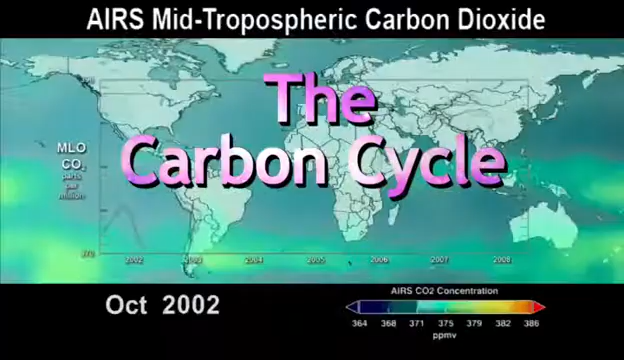 AIRS Mid-Tropospheric Carbon Dioxide
The
Carbon Cycle
MLO
CO₂
parts
per
million
2002 2003 2004 2005 2006 2007 2008
Oct 2002
AIRS CO2 Concentration
364 368 371 375 379 382 386
ppmv